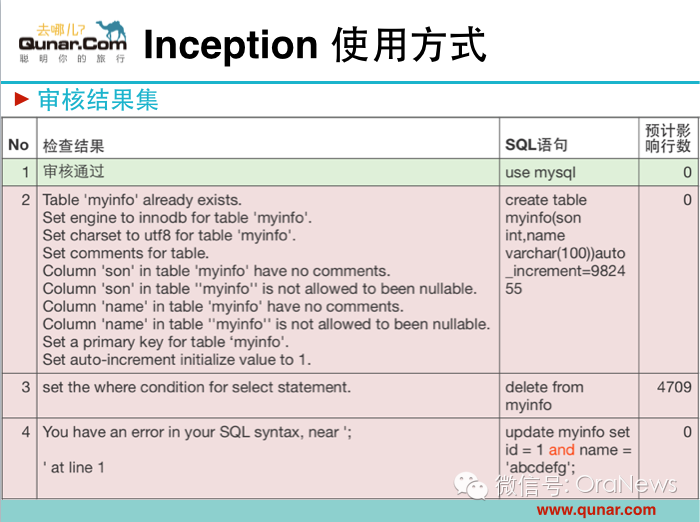 去哪儿?
Qunar.Com
聪明你的旅行
Inception 使用方式
审核结果集
No 检查结果 SQL语句 预计影响行数
1 审核通过 use mysql 0
2 Table 'myinfo' already exists. create table 0
Set engine to innodb for table 'myinfo'. myinfo(son
Set charset to utf8 for table 'myinfo'. int,name
Set comments for table. varchar(100))auto
Column 'son' in table 'myinfo' have no comments. _increment=9824
Column 'son' in table ''myinfo'' is not allowed to been nullable. 55
Column 'name' in table 'myinfo' have no comments.
Column 'name' in table ''myinfo'' is not allowed to been nullable.
Set a primary key for table ‘myinfo'.
Set auto-increment initialize value to 1.
3 set the where condition for select statement. delete from 4709
myinfo
4 You have an error in your SQL syntax, near '; update myinfo set 0
id = 1 and name =
' at line 1 'abcdefg';
微信号: OraNews
www.qunar.com